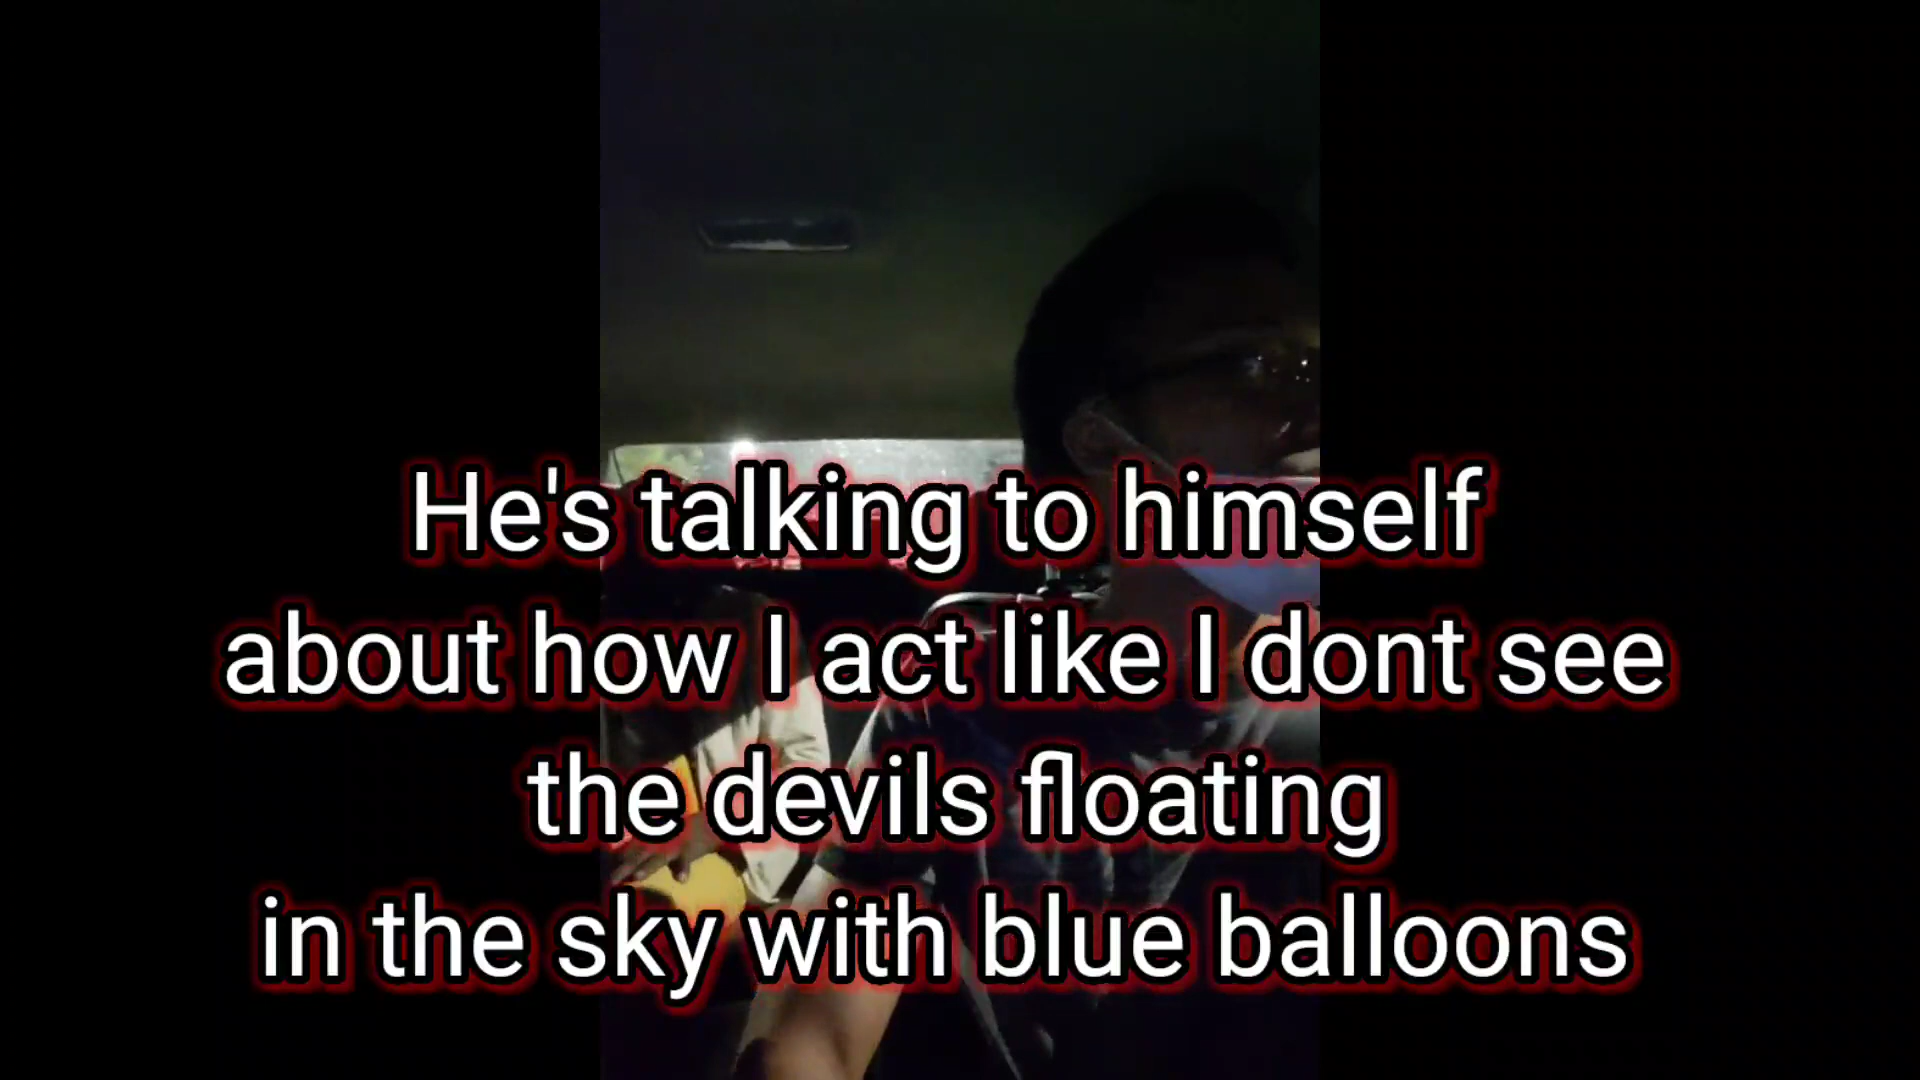 He's talking to himself
about how I act like I dont see
the devils floating
in the sky with blue balloons